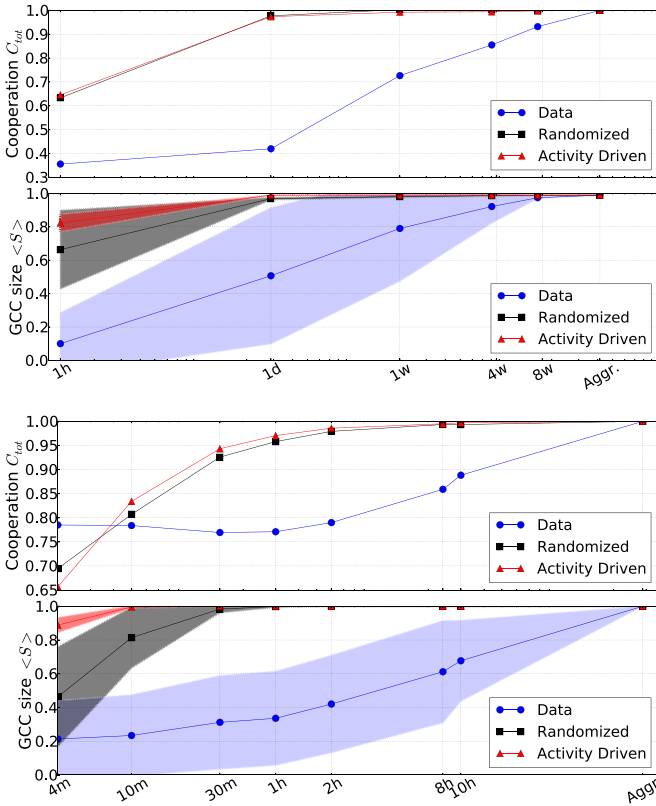 1.0
0.9
0.8
0.7
0.6
0.5
0.4
0.3
Cooperation C_tot
Data
Randomized
Activity Driven
1.0
0.8
0.6
0.4
0.2
0.0
GCC size <S>
Data
Randomized
Activity Driven
1h 1d 1w 4w 8w Aggr.
1.00
0.95
0.90
0.85
0.80
0.75
0.70
0.65
Cooperation C_tot
Data
Randomized
Activity Driven
1.0
0.8
0.6
0.4
0.2
0.0
GCC size <S>
Data
Randomized
Activity Driven
4m 10m 30m 1h 2h 8h 10h Aggr